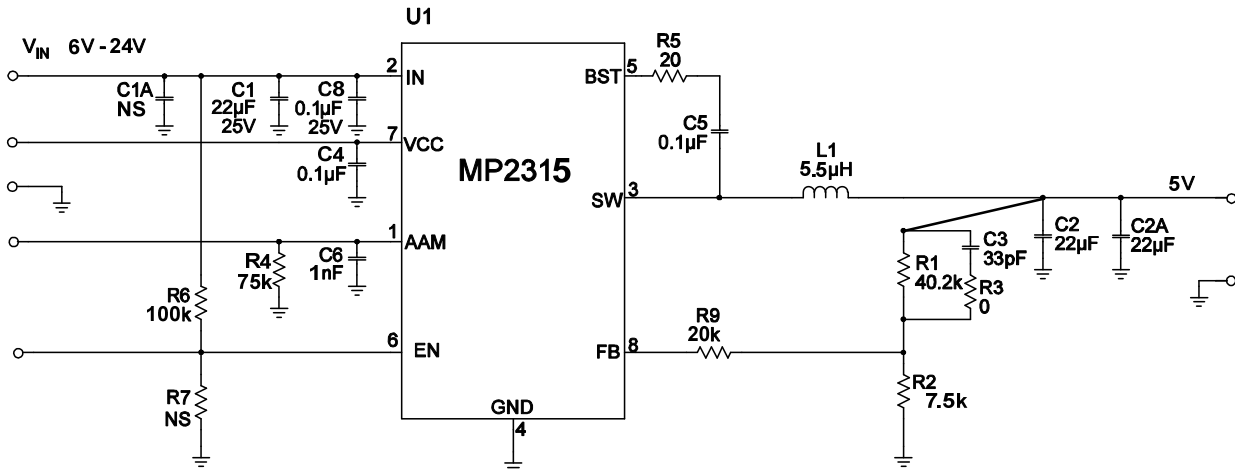 U1
V_IN 6V - 24V
2
IN
C1A
NS
C1
22µF
25V
C8
0.1µF
25V
7
VCC
C4
0.1µF
1
AAM
R4
75k
C6
1nF
R6
100k
6
EN
R7
NS
MP2315
GND
4
BST
5
R5
20
C5
0.1µF
SW
3
L1
5.5µH
5V
C2
22µF
C2A
22µF
C3
33pF
R1
40.2k
R3
0
R9
20k
FB
8
R2
7.5k